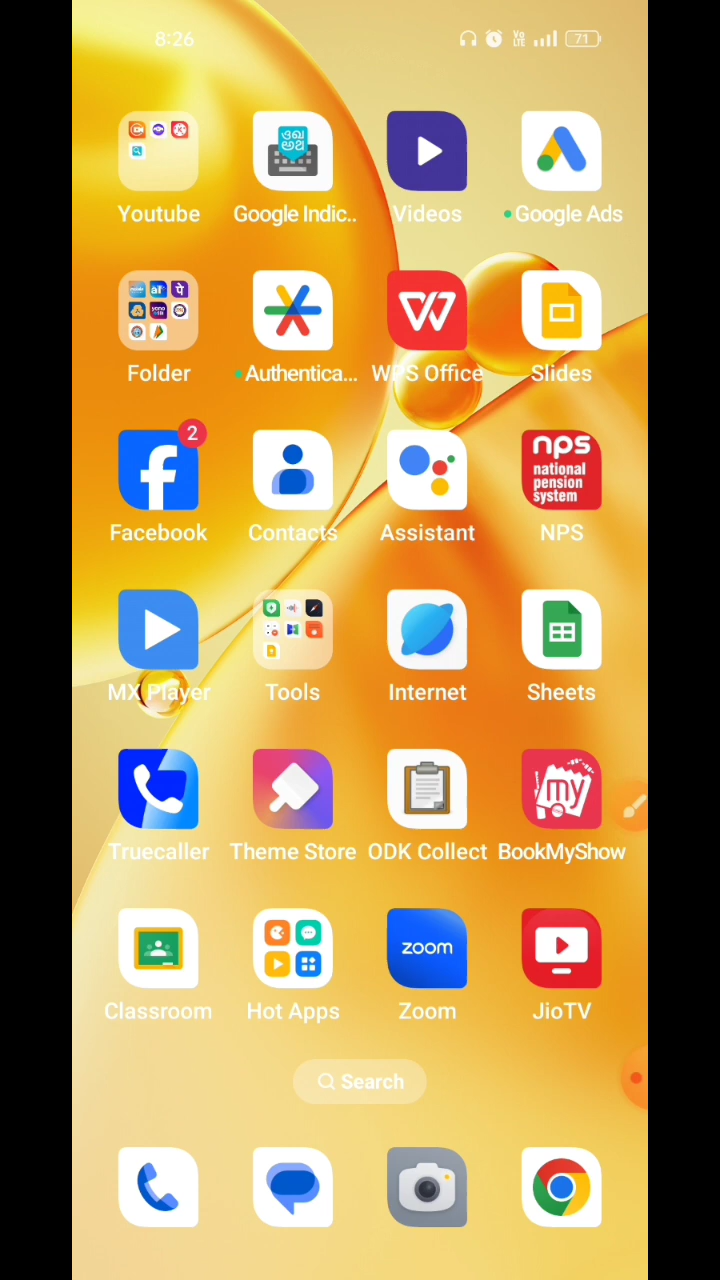 8:26
Vo
LTE
71
Youtube
Google Indic..
Videos
Google Ads
Folder
Authentica...
WPS Office
Slides
2
nps
national
pension
system
Facebook
Contacts
Assistant
NPS
MX Player
Tools
Internet
Sheets
my
Truecaller
Theme Store
ODK Collect
BookMyShow
zoom
Classroom
Hot Apps
Zoom
JioTV
Search